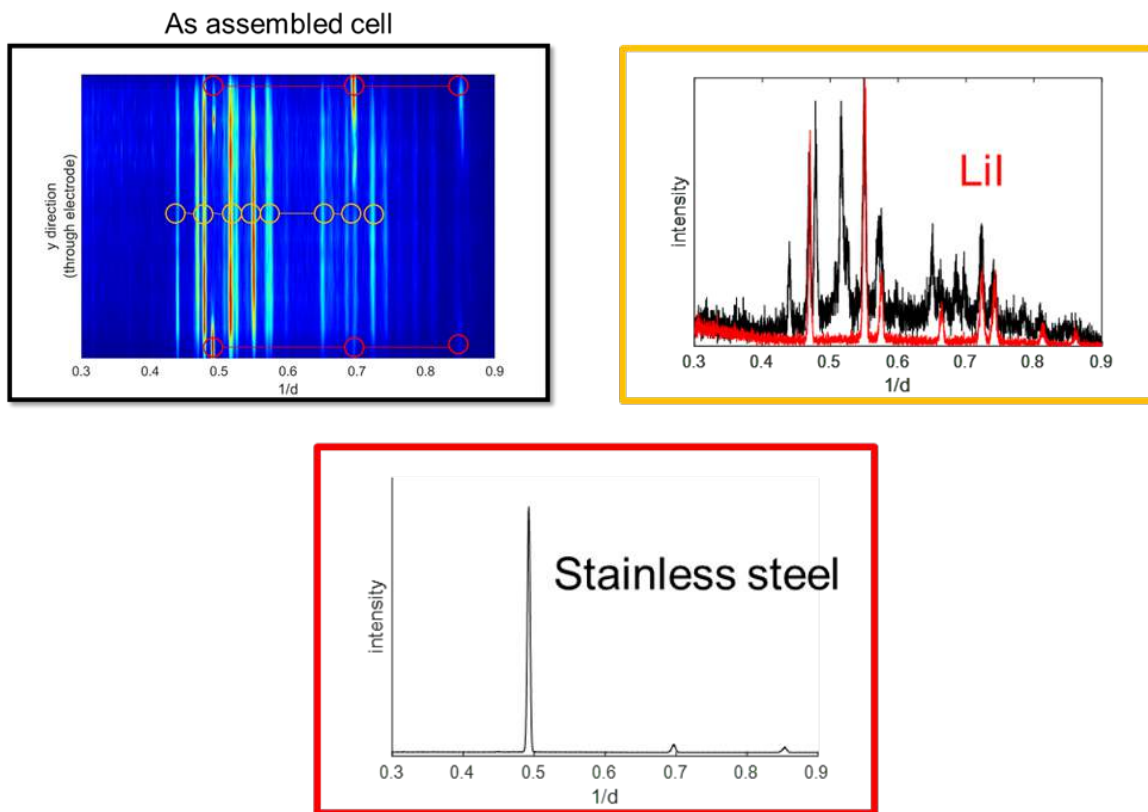 As assembled cell
y direction
(through electrode)
0.3 0.4 0.5 0.6 0.7 0.8 0.9
1/d
intensity
LiI
0.3 0.4 0.5 0.6 0.7 0.8 0.9
1/d
intensity
Stainless steel
0.3 0.4 0.5 0.6 0.7 0.8 0.9
1/d